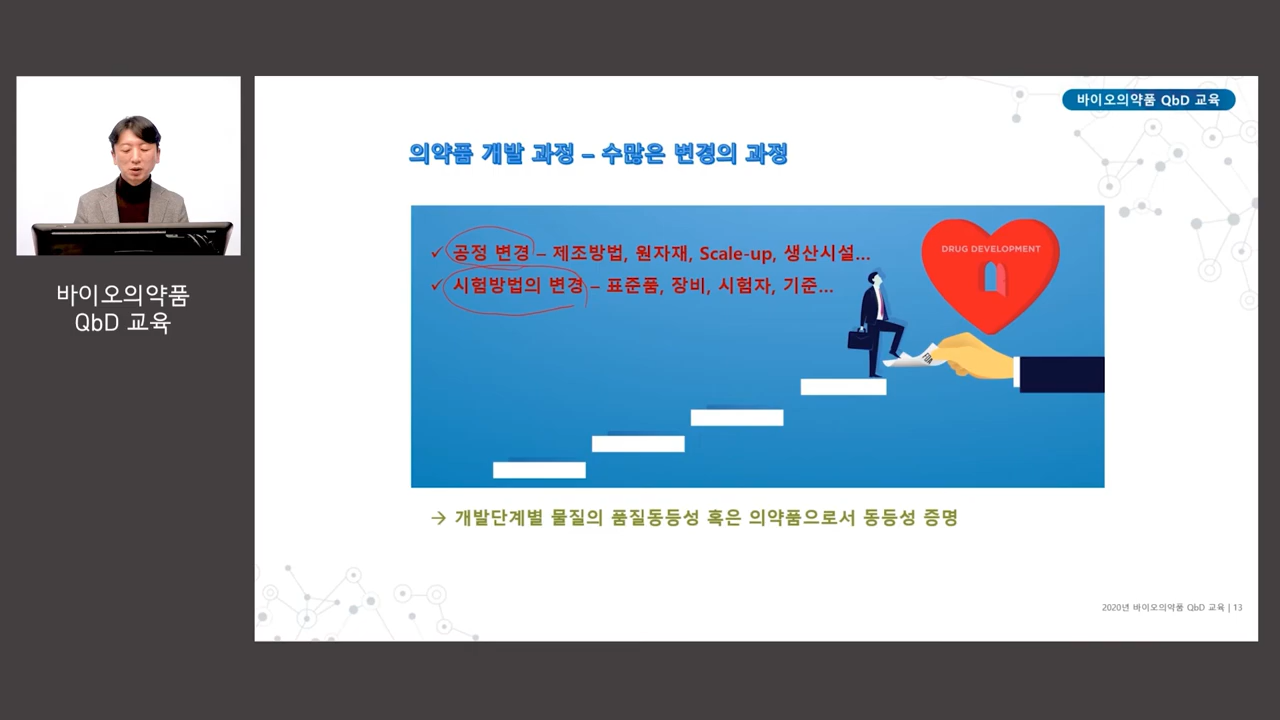 바이오의약품 QbD 교육
의약품 개발 과정 – 수많은 변경의 과정
✓ 공정 변경 – 제조방법, 원자재, Scale-up, 생산시설...
✓ 시험방법의 변경 – 표준품, 장비, 시험자, 기준...
DRUG DEVELOPMENT
FDA
→ 개발단계별 물질의 품질동등성 혹은 의약품으로서 동등성 증명
2020년 바이오의약품 QbD 교육 | 13
바이오의약품
QbD 교육